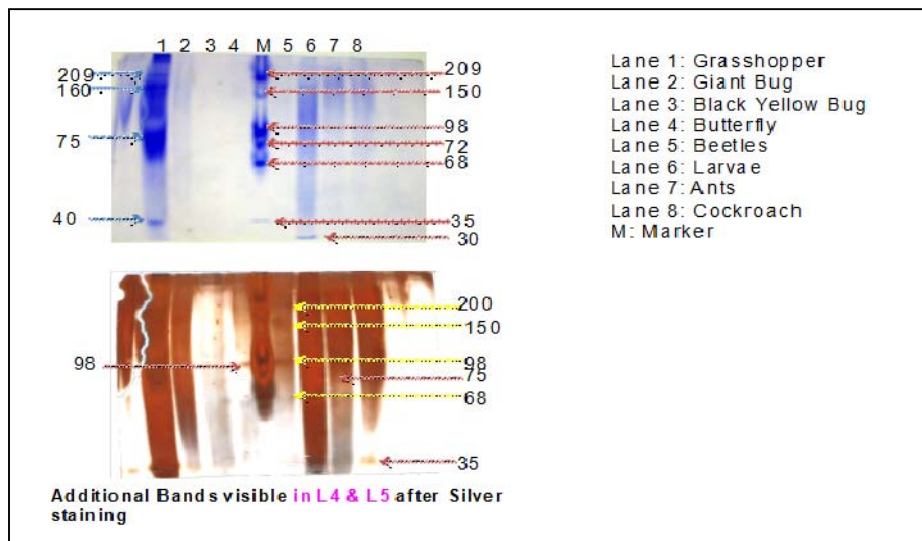 1 2 3 4 M 5 6 7 8
209
160
75
40
209
150
98
72
68
35
30
Lane 1: Grasshopper
Lane 2: Giant Bug
Lane 3: Black Yellow Bug
Lane 4: Butterfly
Lane 5: Beetles
Lane 6: Larvae
Lane 7: Ants
Lane 8: Cockroach
M: Marker
98
200
150
98
75
68
35
Additional Bands visible in L4 & L5 after Silver
staining